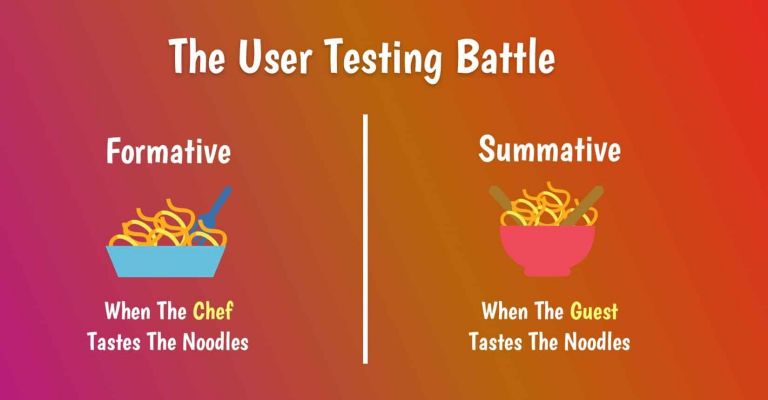 The User Testing Battle
Formative
When The Chef
Tastes The Noodles
Summative
When The Guest
Tastes The Noodles